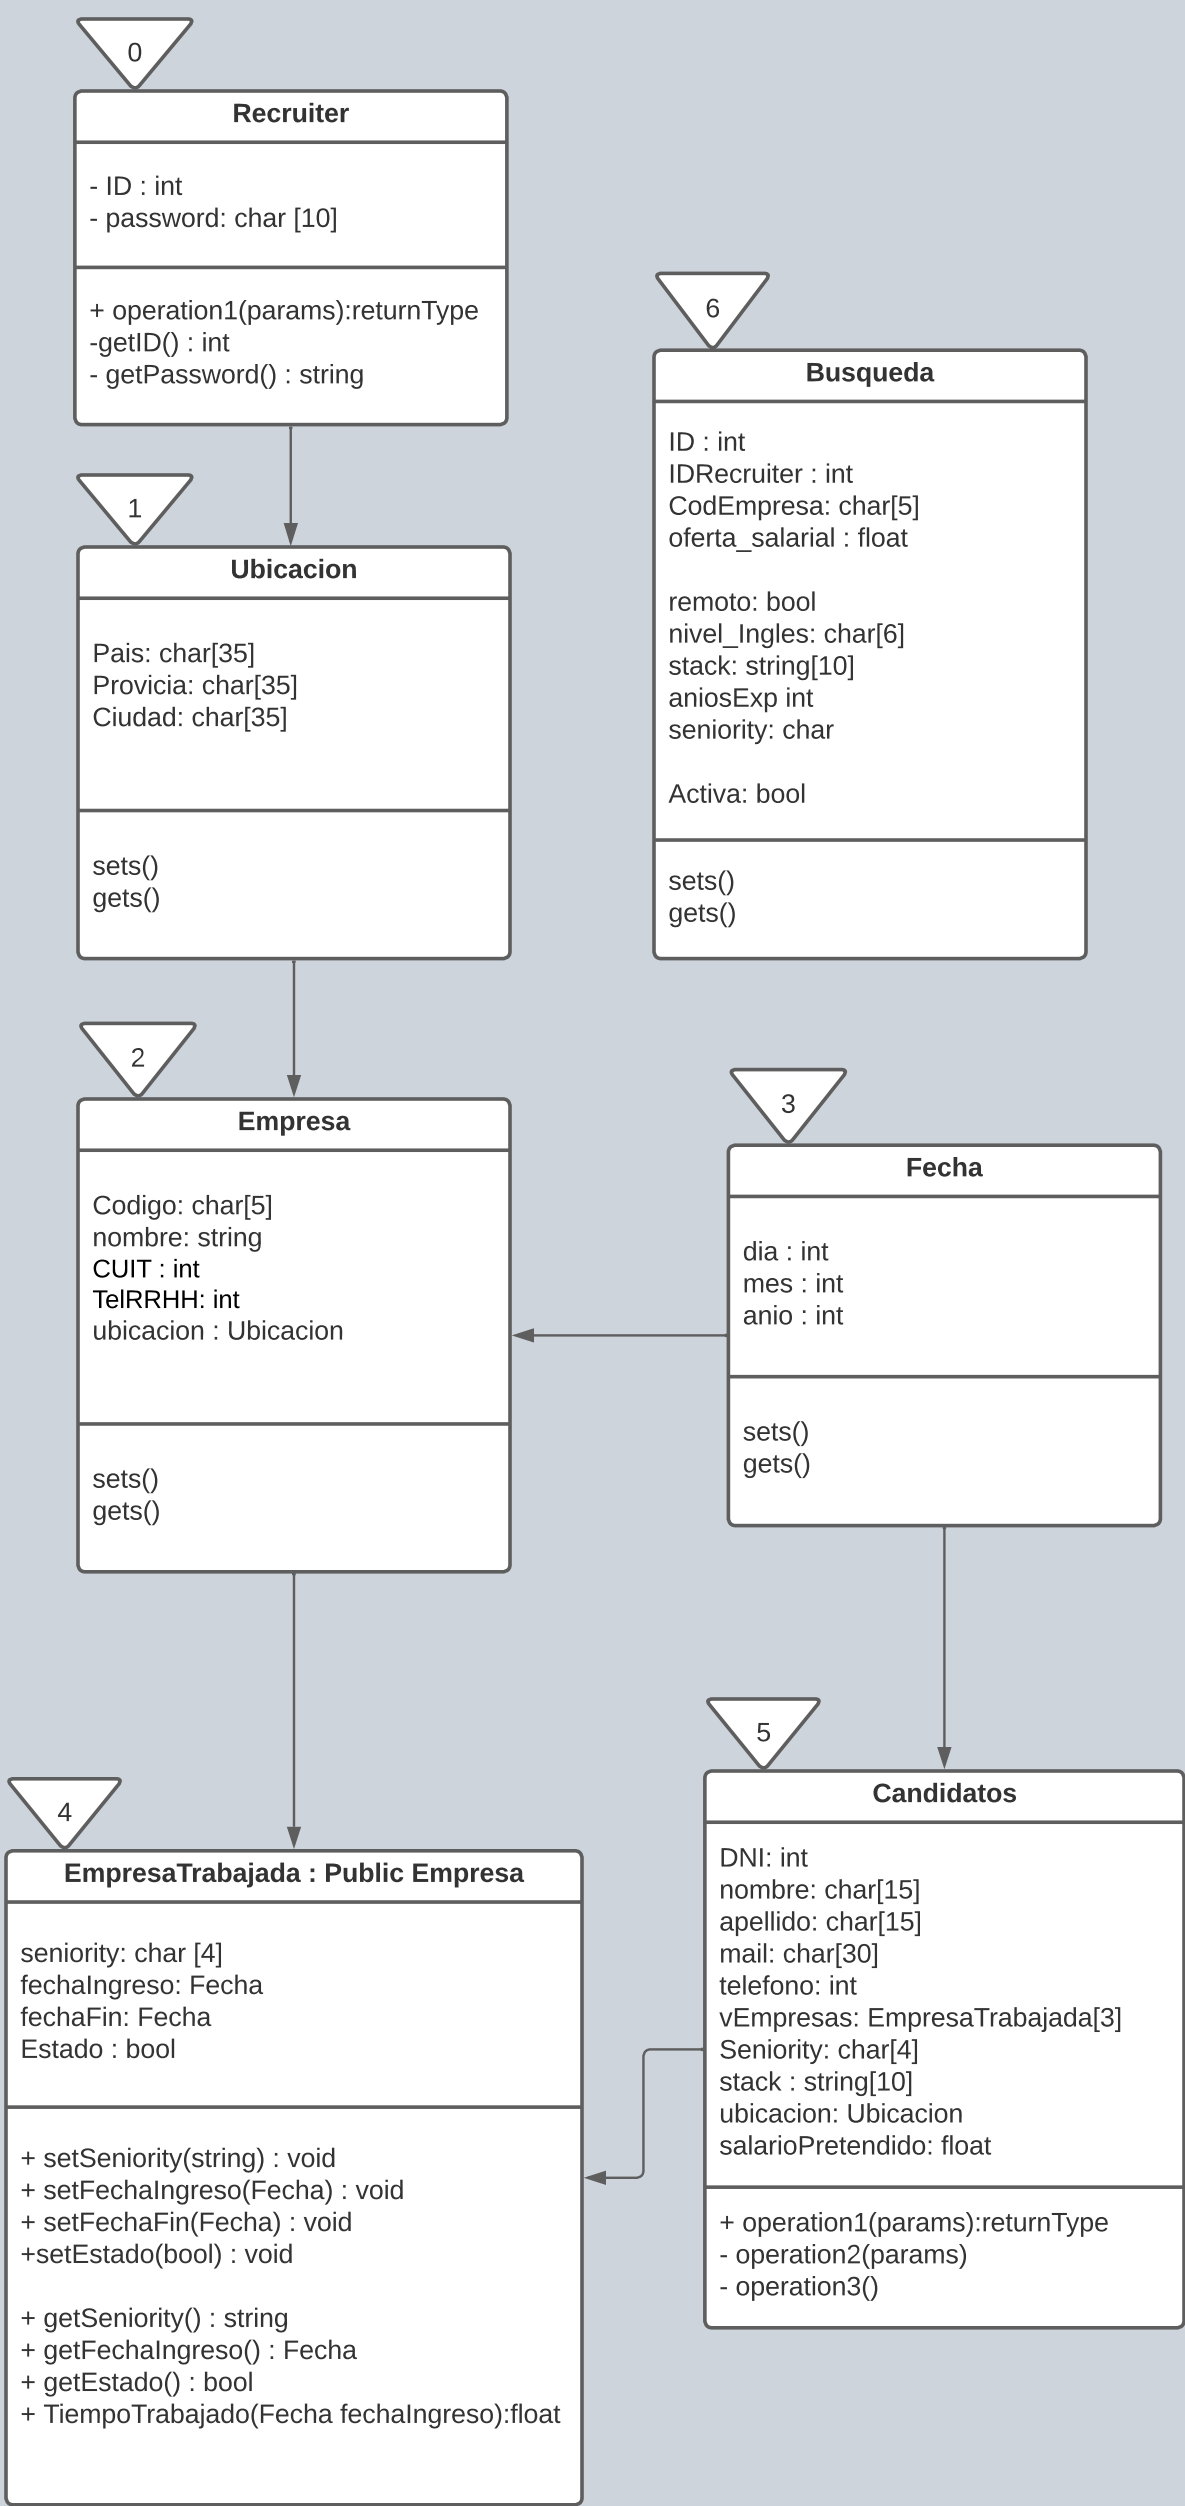 0
Recruiter
- ID : int
- password: char [10]
+ operation1(params):returnType
-getID() : int
- getPassword() : string
1
Ubicacion
Pais: char[35]
Provicia: char[35]
Ciudad: char[35]
sets()
gets()
6
Busqueda
ID : int
IDRecruiter : int
CodEmpresa: char[5]
oferta_salarial : float
remoto: bool
nivel_Ingles: char[6]
stack: string[10]
aniosExp int
seniority: char
Activa: bool
sets()
gets()
2
Empresa
Codigo: char[5]
nombre: string
CUIT : int
TelRRHH: int
ubicacion : Ubicacion
sets()
gets()
3
Fecha
dia : int
mes : int
anio : int
sets()
gets()
4
EmpresaTrabajada : Public Empresa
seniority: char [4]
fechaIngreso: Fecha
fechaFin: Fecha
Estado : bool
+ setSeniority(string) : void
+ setFechaIngreso(Fecha) : void
+ setFechaFin(Fecha) : void
+setEstado(bool) : void
+ getSeniority() : string
+ getFechaIngreso() : Fecha
+ getEstado() : bool
+ TiempoTrabajado(Fecha fechaIngreso):float
5
Candidatos
DNI: int
nombre: char[15]
apellido: char[15]
mail: char[30]
telefono: int
vEmpresas: EmpresaTrabajada[3]
Seniority: char[4]
stack : string[10]
ubicacion: Ubicacion
salarioPretendido: float
+ operation1(params):returnType
- operation2(params)
- operation3()